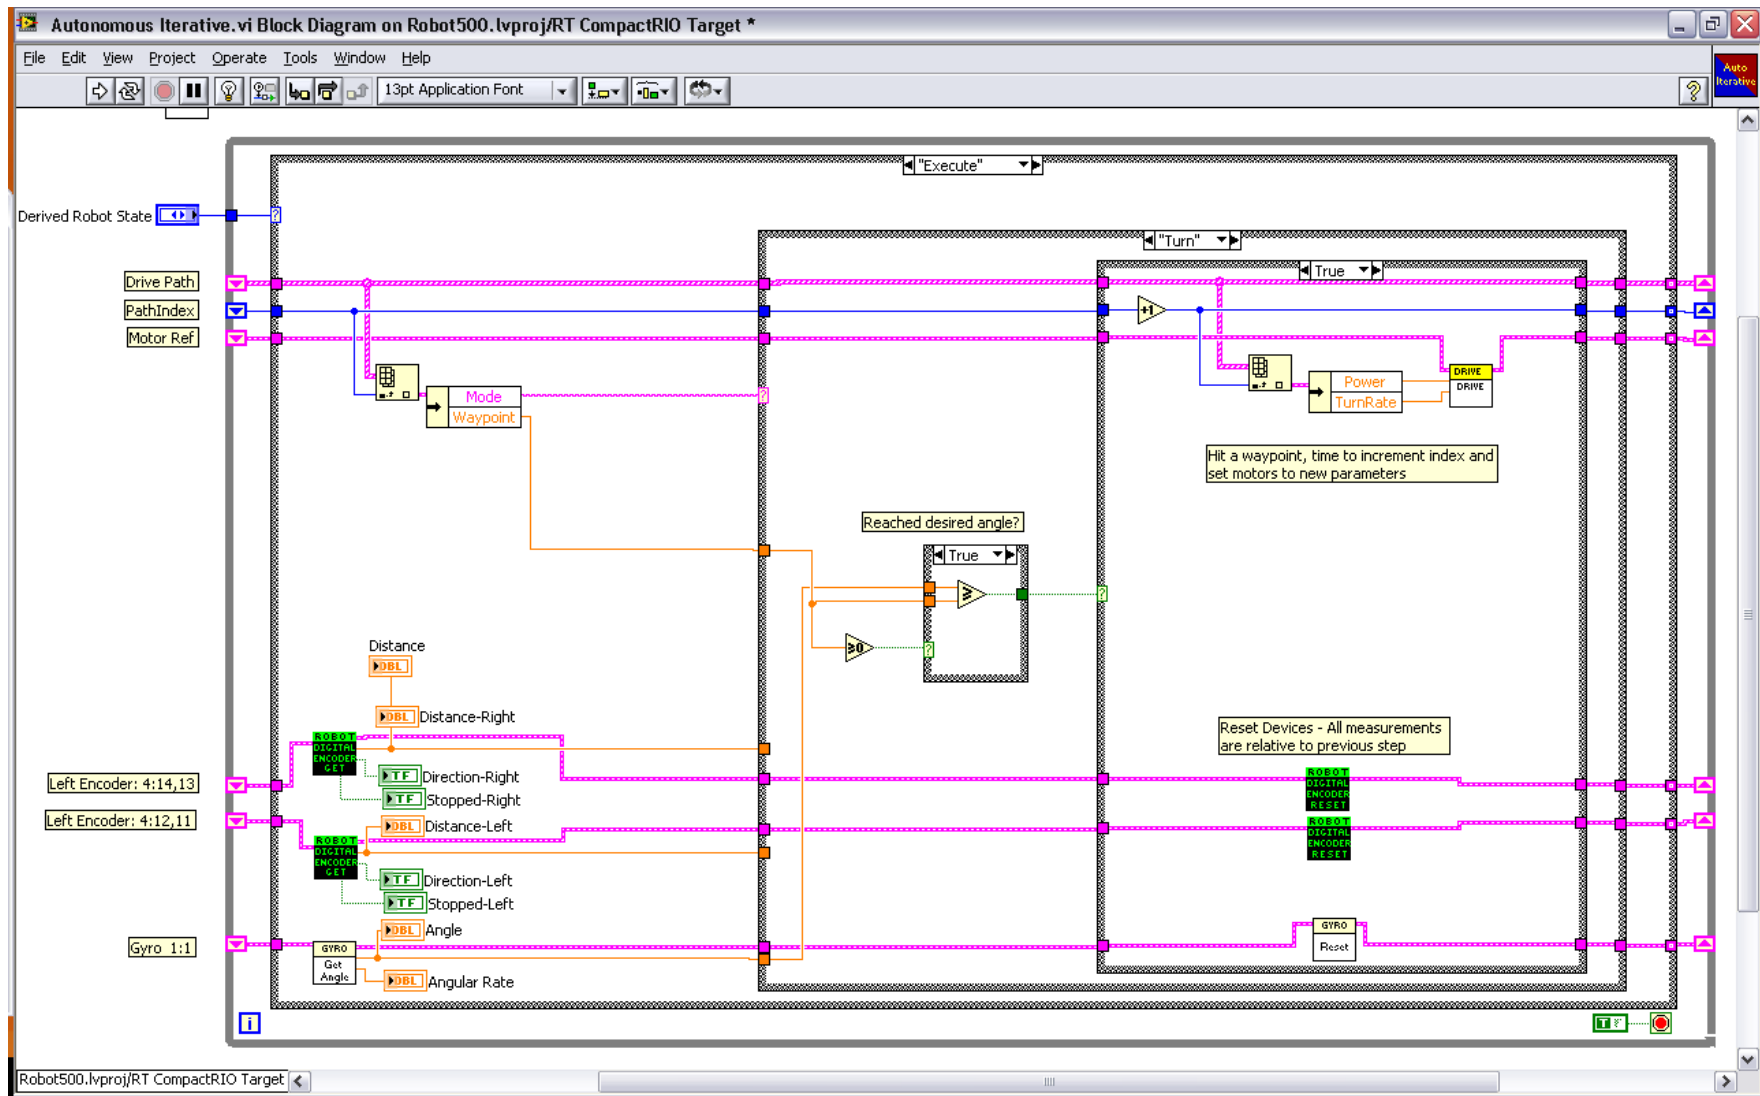 Autonomous Iterative.vi Block Diagram on Robot500.lvproj/RT CompactRIO Target *
File Edit View Project Operate Tools Window Help
13pt Application Font
?
Auto
Iterative
"Execute"
Derived Robot State
?
"Turn"
True
Drive Path
PathIndex
+1
Motor Ref
Mode
Waypoint
?
Power
TurnRate
DRIVE
DRIVE
Hit a waypoint, time to increment index and
set motors to new parameters
Reached desired angle?
True
≥
?
≥0
?
Distance
DBL
DBL
Distance-Right
ROBOT
DIGITAL
ENCODER
GET
TF
Direction-Right
TF
Stopped-Right
Reset Devices - All measurements
are relative to previous step
Left Encoder: 4:14,13
ROBOT
DIGITAL
ENCODER
RESET
Left Encoder: 4:12,11
DBL
Distance-Left
ROBOT
DIGITAL
ENCODER
GET
TF
Direction-Left
TF
Stopped-Left
ROBOT
DIGITAL
ENCODER
RESET
DBL
Angle
Gyro 1:1
GYRO
Get
Angle
DBL
Angular Rate
GYRO
Reset
i
T
Robot500.lvproj/RT CompactRIO Target